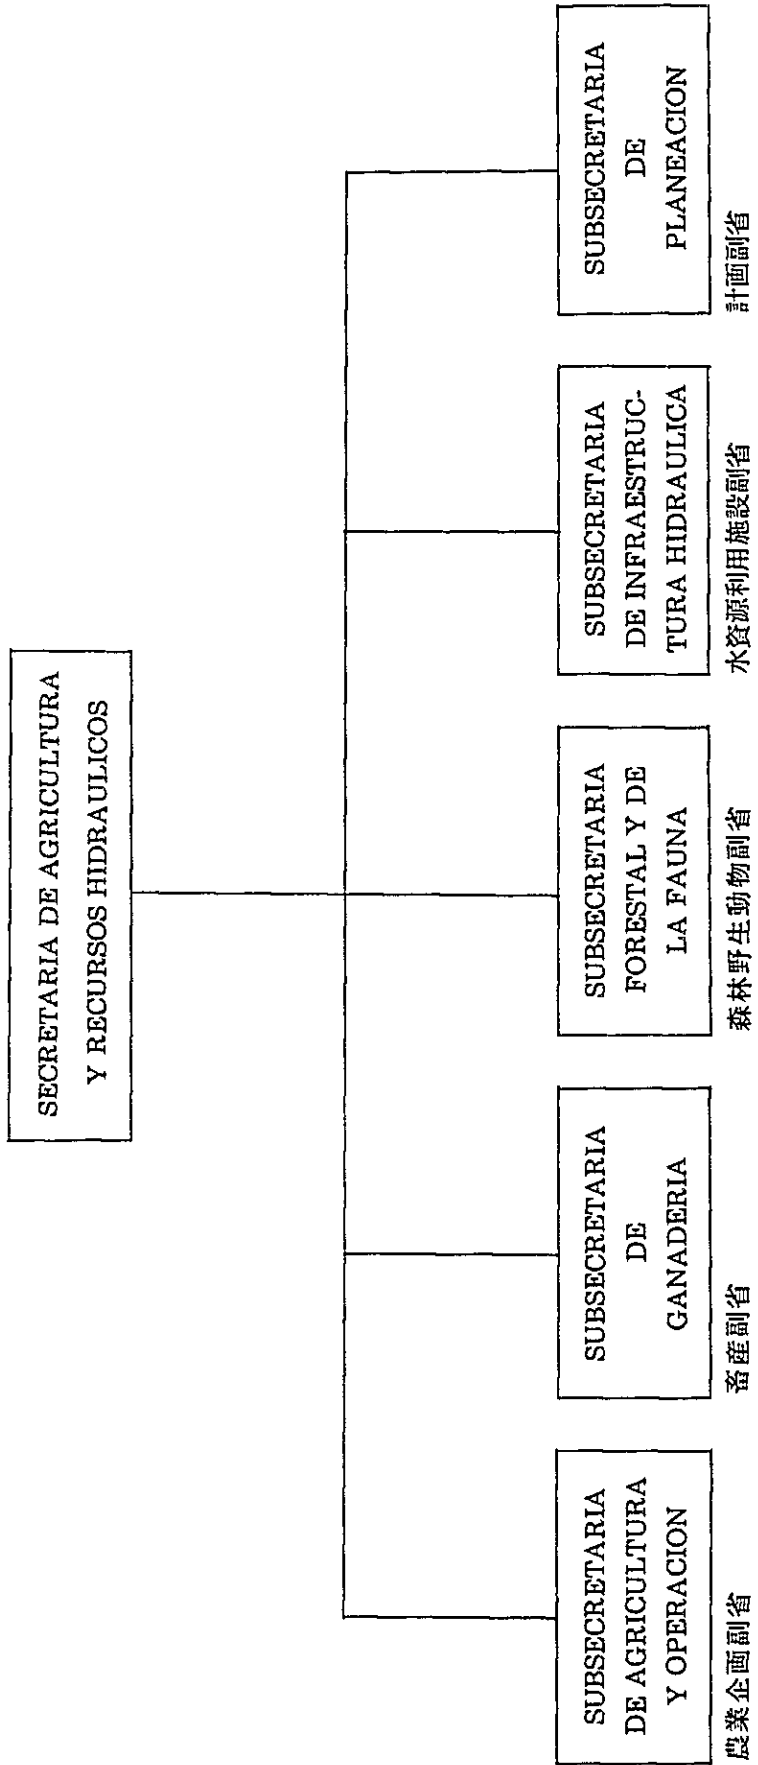 SECRETARIA DE AGRICULTURA
Y RECURSOS HIDRAULICOS
SUBSECRETARIA
DE AGRICULTURA
Y OPERACION
農業企画副省
SUBSECRETARIA
DE
GANADERIA
畜産副省
SUBSECRETARIA
FORESTAL Y DE
LA FAUNA
森林野生動物副省
SUBSECRETARIA
DE INFRAESTRUC-
TURA HIDRAULICA
水資源利用施設副省
SUBSECRETARIA
DE
PLANEACION
計画副省